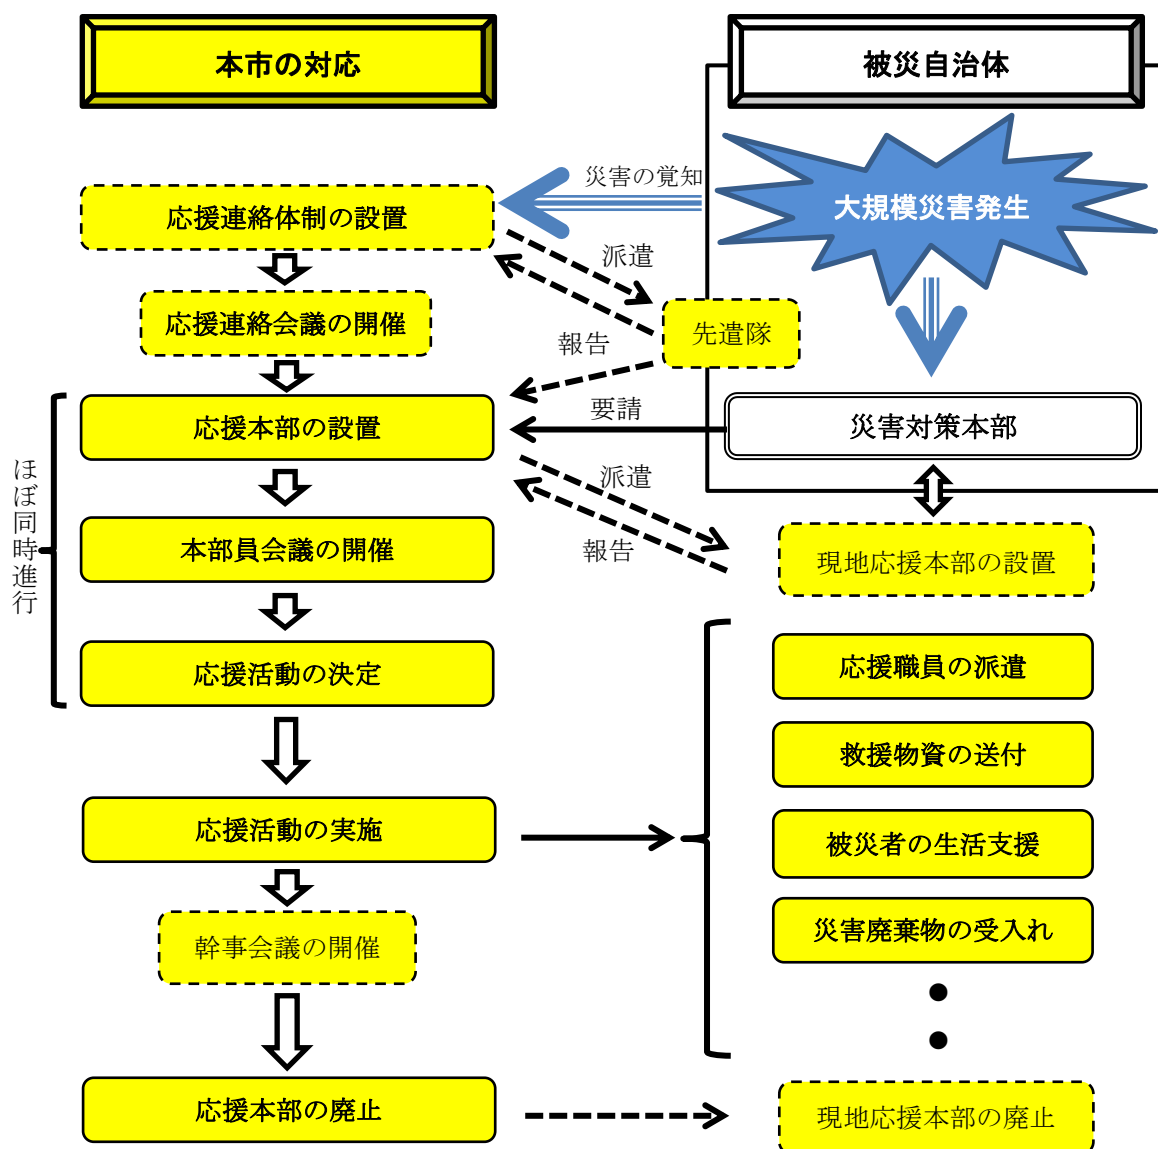 本市の対応
被災自治体
災害の覚知
大規模災害発生
応援連絡体制の設置
派遣
先遣隊
応援連絡会議の開催
報告
要請
応援本部の設置
災害対策本部
ほぼ同時進行
派遣
本部員会議の開催
報告
現地応援本部の設置
応援活動の決定
応援職員の派遣
救援物資の送付
応援活動の実施
被災者の生活支援
災害廃棄物の受入れ
幹事会議の開催
●
●
応援本部の廃止
現地応援本部の廃止